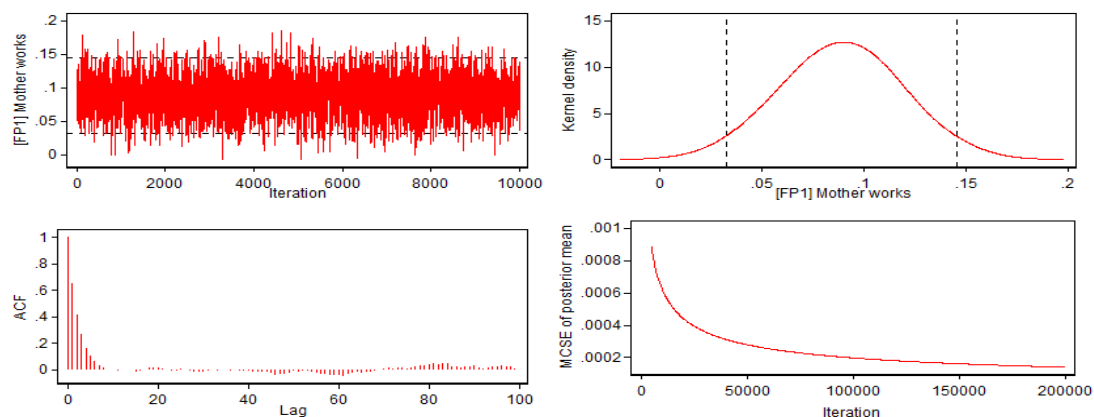 [FP1] Mother works
.2
.15
.1
.05
0
0 2000 4000 6000 8000 10000
Iteration
Kernel density
15
10
5
0
0 .05 .1 .15 .2
[FP1] Mother works
ACF
1
.8
.6
.4
.2
0
0 20 40 60 80 100
Lag
MCSE of posterior mean
.001
.0008
.0006
.0004
.0002
0 50000 100000 150000 200000
Iteration